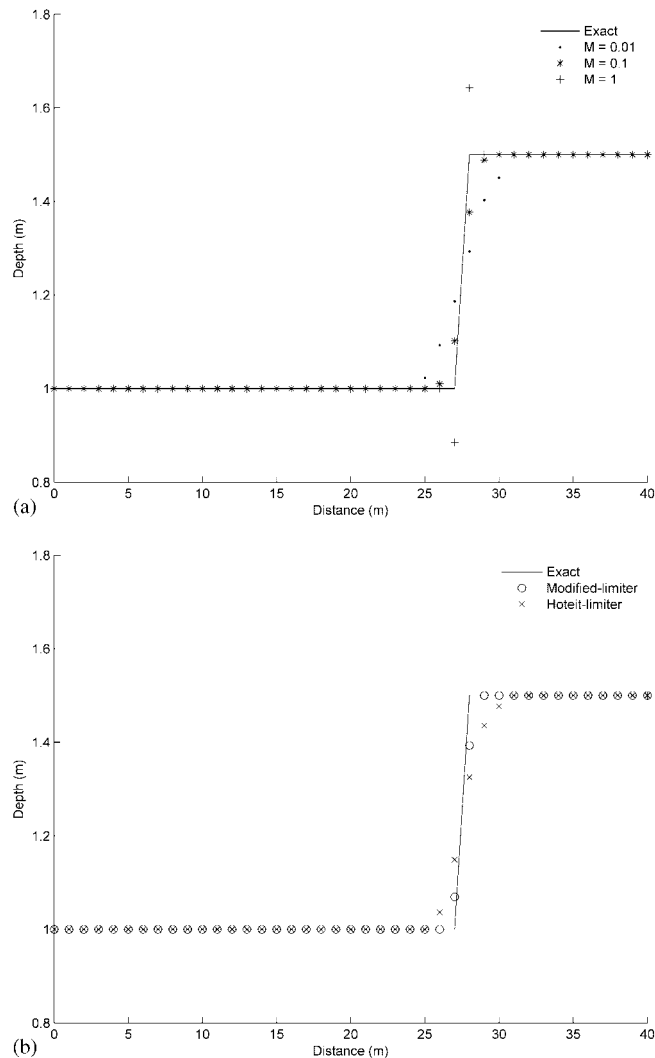 1.8
1.6
1.4
1.2
1
0.8
Depth (m)
Exact
M = 0.01
M = 0.1
M = 1
0 5 10 15 20 25 30 35 40
Distance (m)
(a)
1.8
1.6
1.4
1.2
1
0.8
Depth (m)
Exact
Modified-limiter
Hoteit-limiter
0 5 10 15 20 25 30 35 40
Distance (m)
(b)